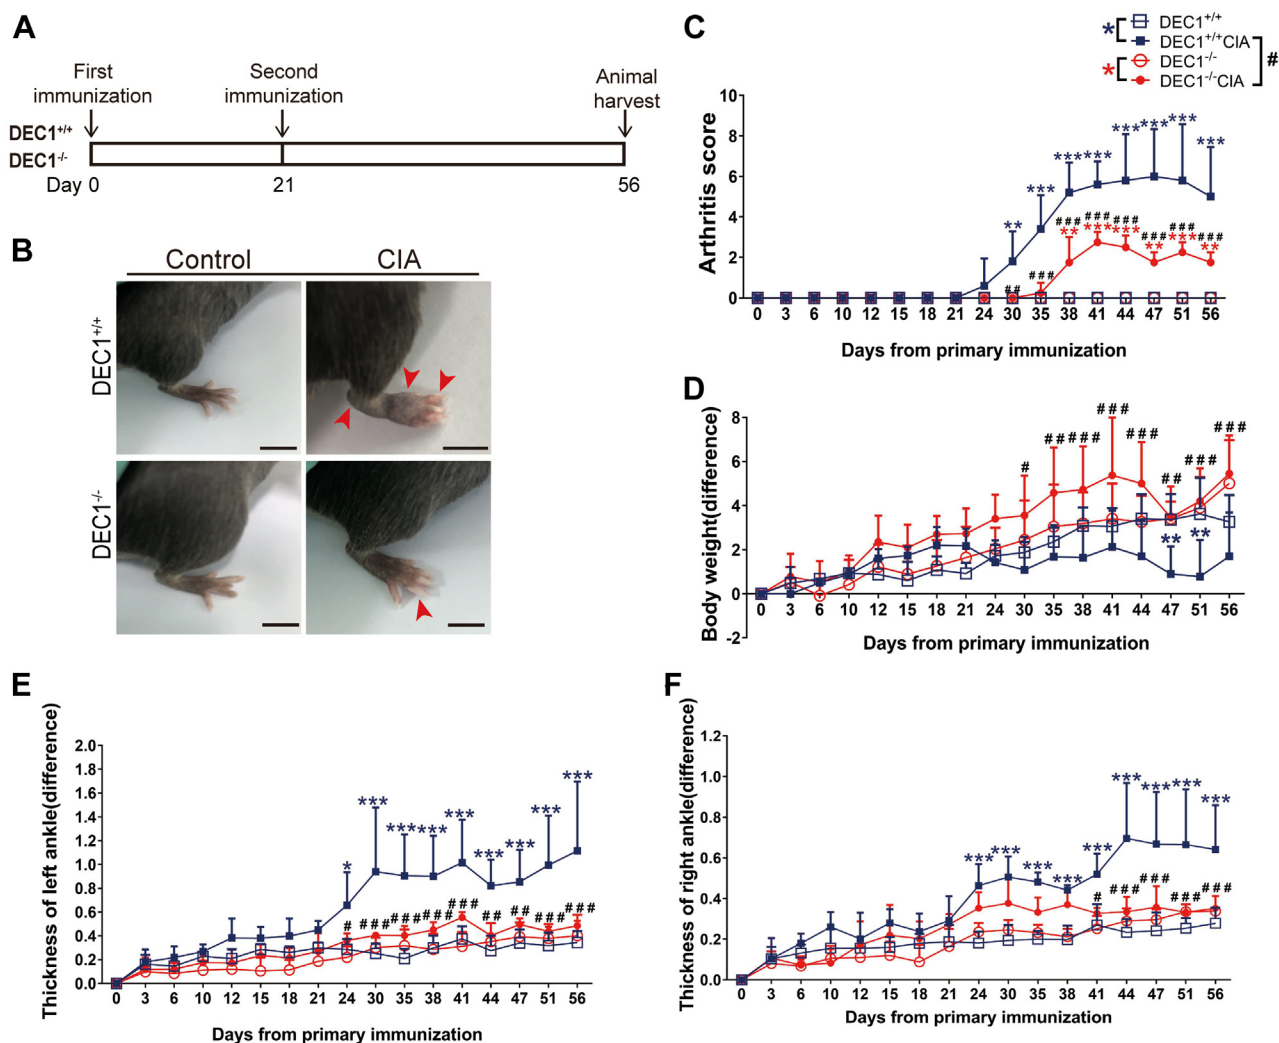 A
First immunization
Second immunization
Animal harvest
DEC1+/+
DEC1-/-
Day 0 21 56
B
Control CIA
DEC1+/+
DEC1-/-
C
* DEC1+/+
DEC1+/+CIA
#
* DEC1-/-
DEC1-/-CIA
Arthritis score
10
8
6
4
2
0
** *** *** *** *** *** *** ***
## ### ### ### ### ### ### ###
** *** *** ** *** **
0 3 6 10 12 15 18 21 24 30 35 38 41 44 47 51 56
Days from primary immunization
D
Body weight(difference)
8
6
4
2
0
-2
# ## ### ### ### ## ### ###
** **
0 3 6 10 12 15 18 21 24 30 35 38 41 44 47 51 56
Days from primary immunization
E
Thickness of left ankle(difference)
2.0
1.8
1.6
1.4
1.2
1.0
0.8
0.6
0.4
0.2
0.0
* *** *** *** *** *** *** *** ***
# ### ### ### ### ## ## ### ###
0 3 6 10 12 15 18 21 24 30 35 38 41 44 47 51 56
Days from primary immunization
F
Thickness of right ankle(difference)
1.2
1.0
0.8
0.6
0.4
0.2
0.0
*** *** *** *** *** *** *** *** ***
# ### ### ### ###
0 3 6 10 12 15 18 21 24 30 35 38 41 44 47 51 56
Days from primary immunization